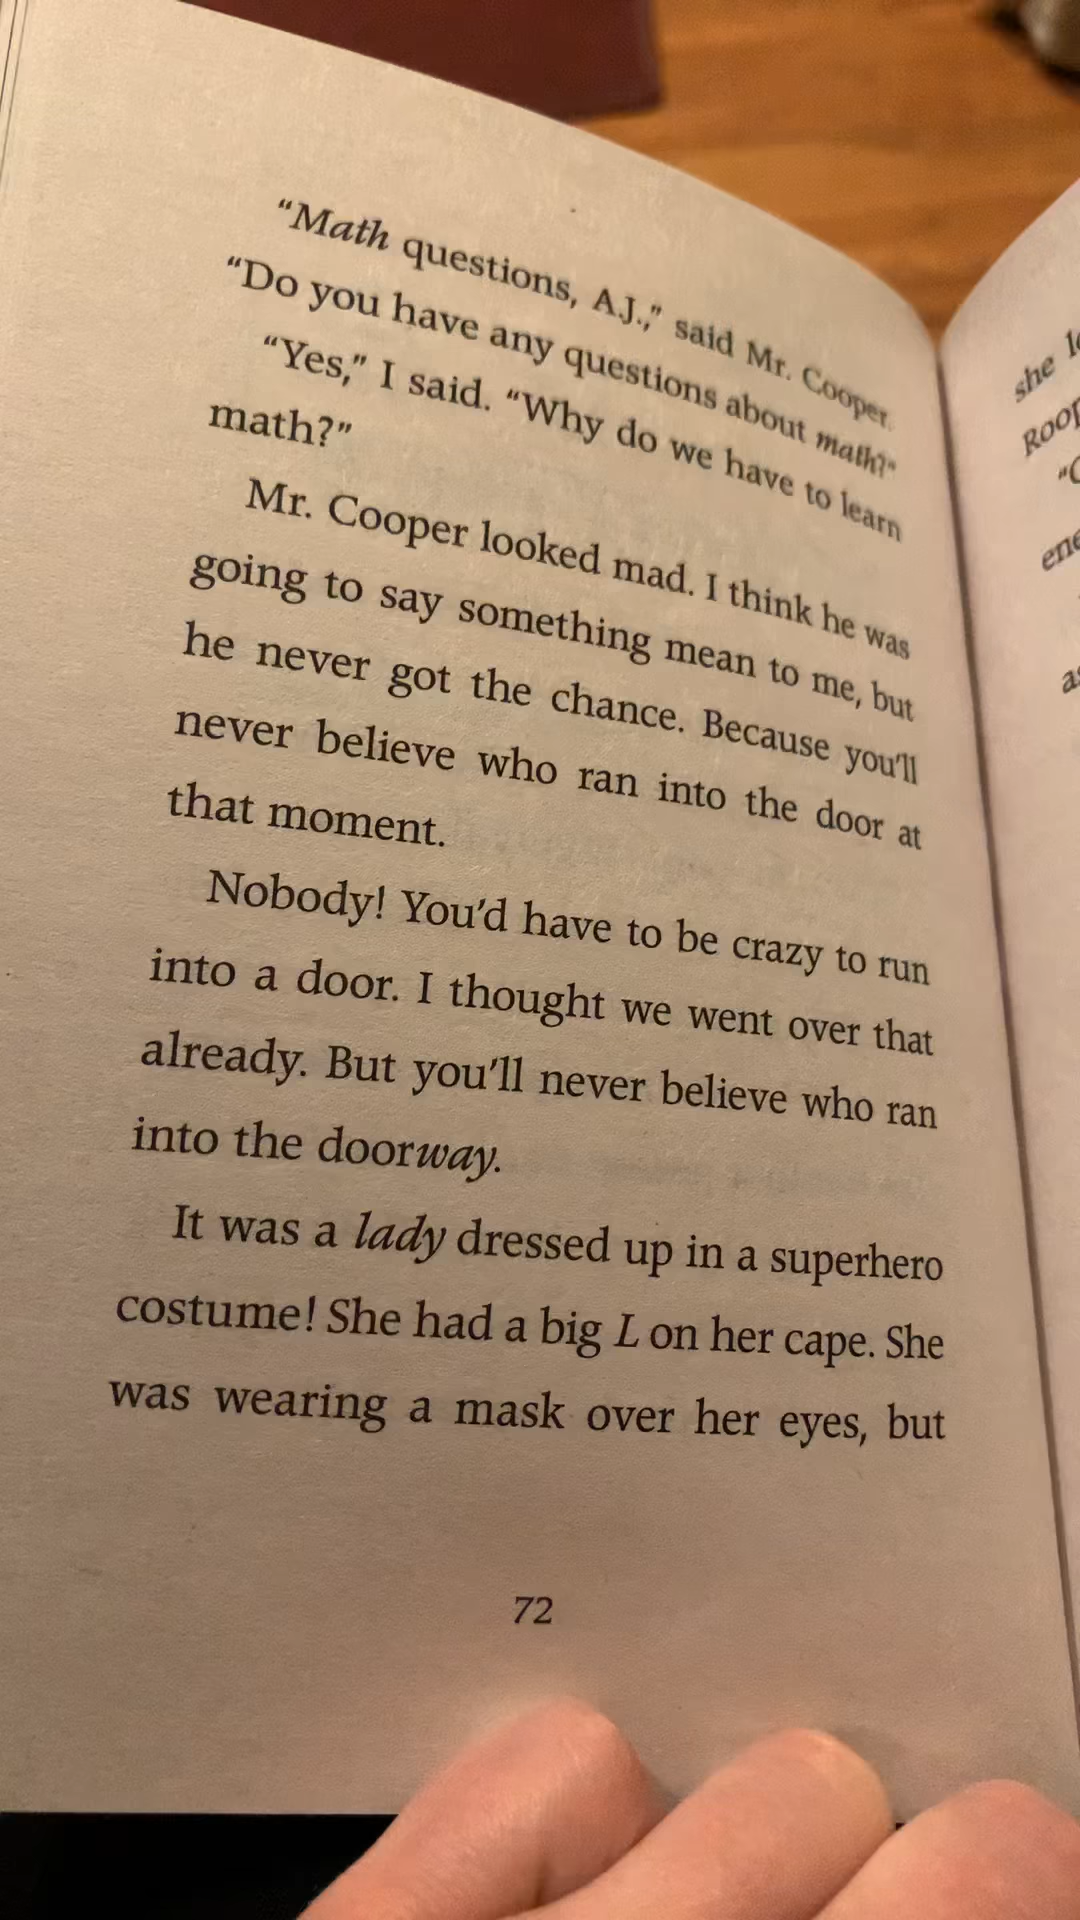 “Math questions, A.J.,” said Mr. Cooper.
“Do you have any questions about math?”
“Yes,” I said. “Why do we have to learn
math?”
Mr. Cooper looked mad. I think he was
going to say something mean to me, but
he never got the chance. Because you’ll
never believe who ran into the door at
that moment.
Nobody! You’d have to be crazy to run
into a door. I thought we went over that
already. But you’ll never believe who ran
into the doorway.
It was a lady dressed up in a superhero
costume! She had a big L on her cape. She
was wearing a mask over her eyes, but
72
she